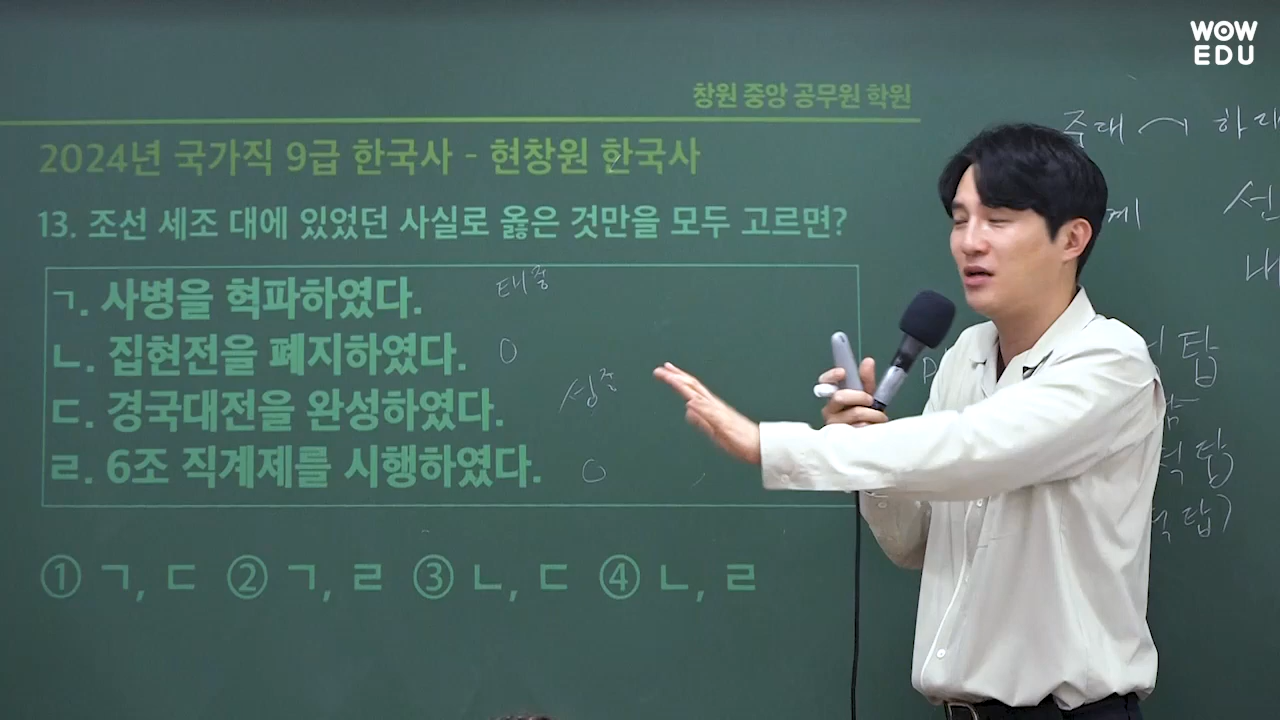 WOW
EDU
창원 중앙 공무원 학원
2024년 국가직 9급 한국사 - 현창원 한국사
13. 조선 세조 대에 있었던 사실로 옳은 것만을 모두 고르면?
ㄱ. 사병을 혁파하였다. 태종
ㄴ. 집현전을 폐지하였다. O
ㄷ. 경국대전을 완성하였다. 성종
ㄹ. 6조 직계제를 시행하였다. O
① ㄱ, ㄷ ② ㄱ, ㄹ ③ ㄴ, ㄷ ④ ㄴ, ㄹ
중대